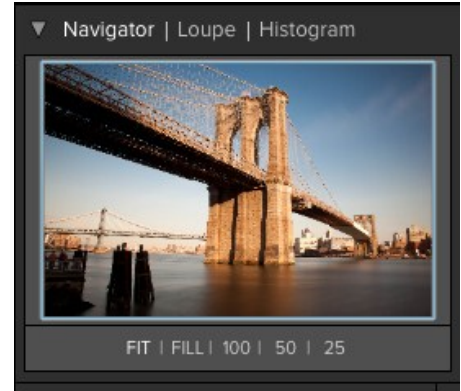 Navigator | Loupe | Histogram
FIT | FILL | 100 | 50 | 25